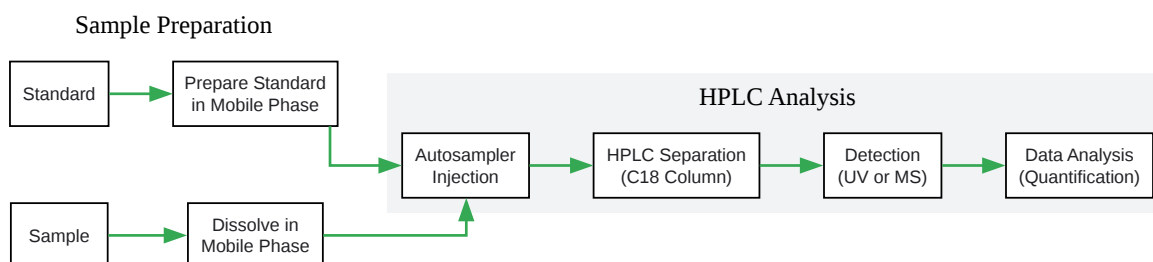 Sample Preparation
Standard
Prepare Standard
in Mobile Phase
HPLC Analysis
Autosampler
Injection
HPLC Separation
(C18 Column)
Detection
(UV or MS)
Data Analysis
(Quantification)
Sample
Dissolve in
Mobile Phase